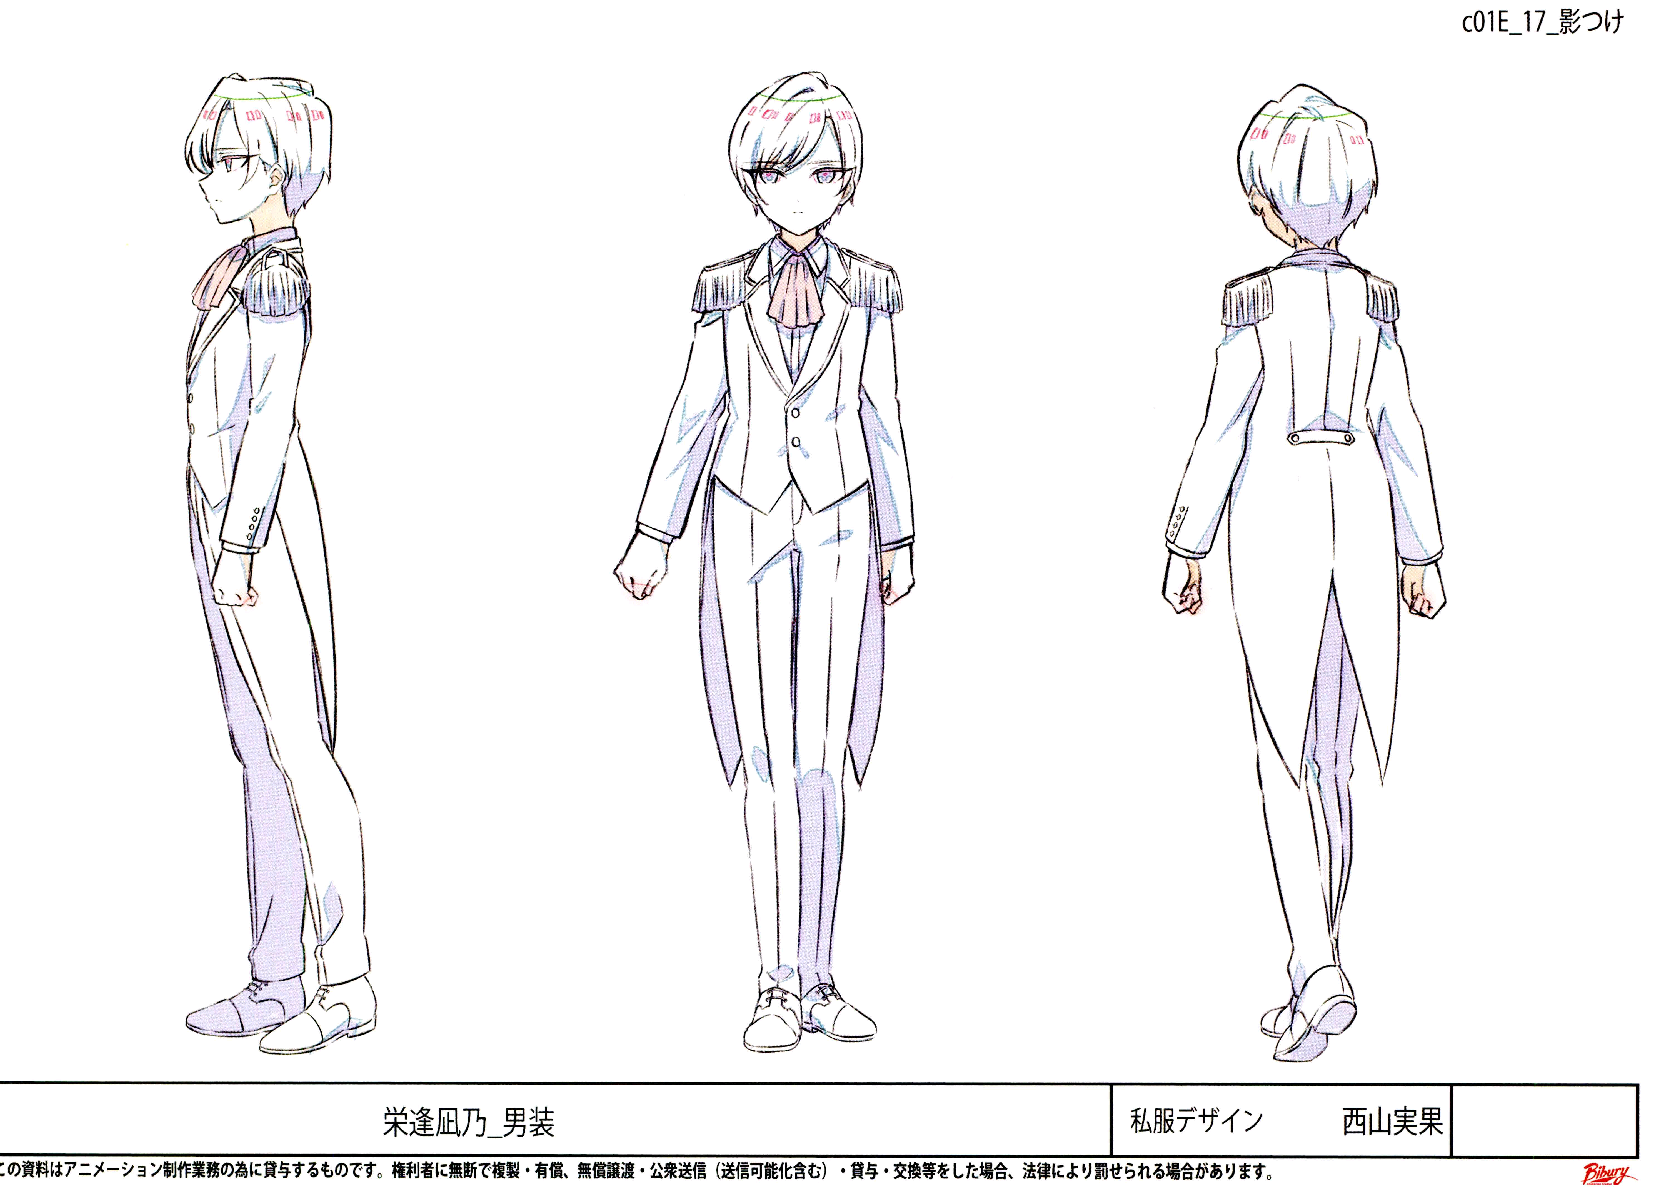 c01E_17_影つけ
栄逢凪乃_男装
私服デザイン 西山実果
この資料はアニメーション制作業務の為に貸与するものです。権利者に無断で複製・有償、無償譲渡・公衆送信（送信可能化含む）・貸与・交換等をした場合、法律により罰せられる場合があります。
Bibury